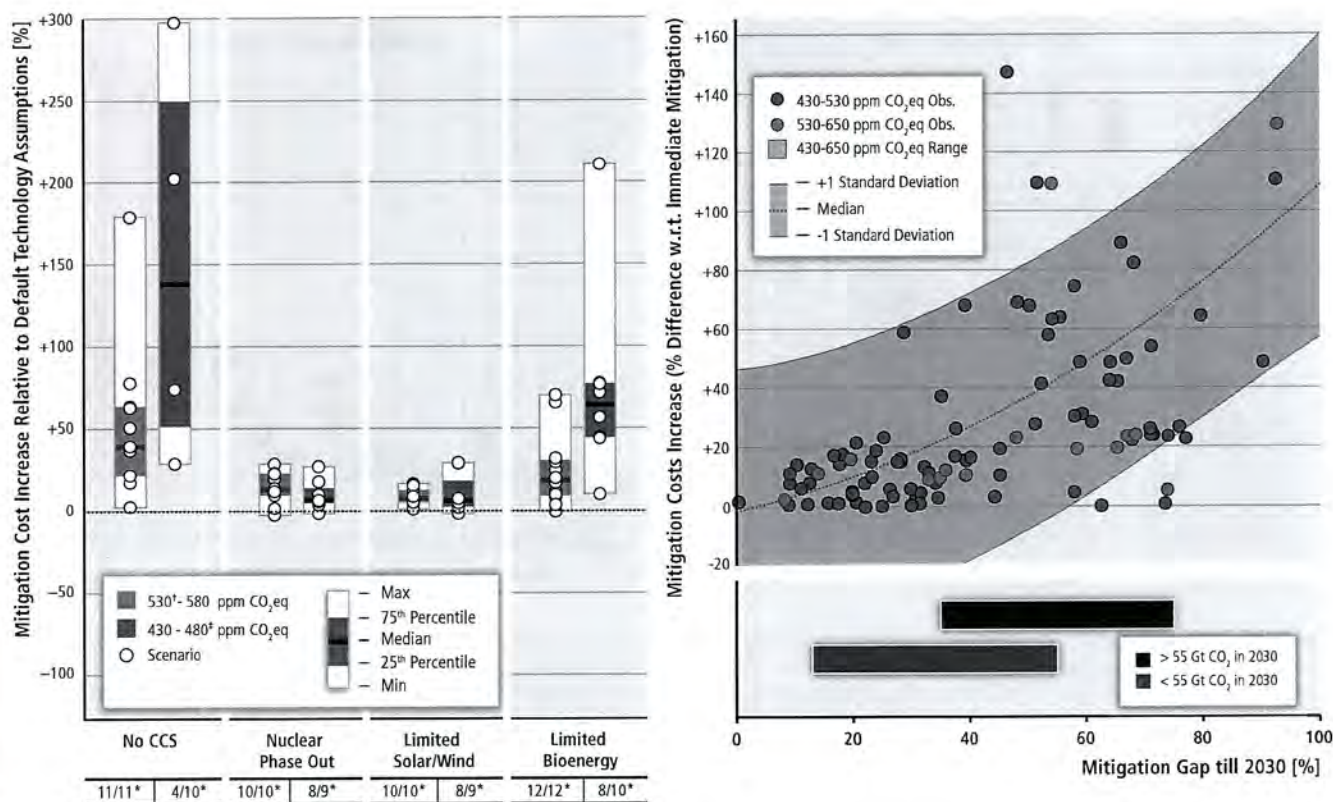 Mitigation Cost Increase Relative to Default Technology Assumptions [%]
+300
+250
+200
+150
+100
+50
0
−50
−100
530†- 580 ppm CO₂eq
430 - 480‡ ppm CO₂eq
Scenario
Max
75th Percentile
Median
25th Percentile
Min
No CCS
Nuclear
Phase Out
Limited
Solar/Wind
Limited
Bioenergy
11/11* 4/10* 10/10* 8/9* 10/10* 8/9* 12/12* 8/10*
Mitigation Costs Increase (% Difference w.r.t. Immediate Mitigation)
+160
+140
+120
+100
+80
+60
+40
+20
0
-20
430-530 ppm CO₂eq Obs.
530-650 ppm CO₂eq Obs.
430-650 ppm CO₂eq Range
+1 Standard Deviation
Median
-1 Standard Deviation
> 55 Gt CO₂ in 2030
< 55 Gt CO₂ in 2030
0 20 40 60 80 100
Mitigation Gap till 2030 [%]